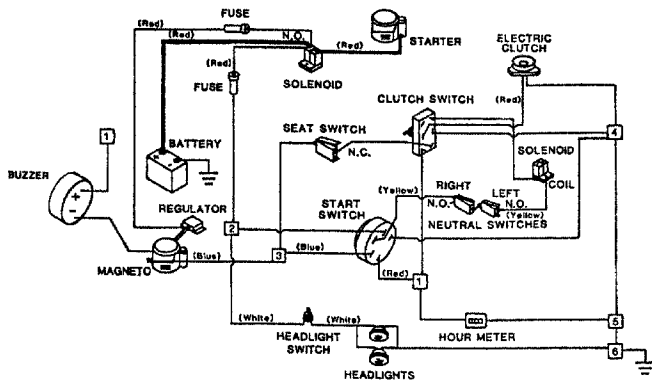 FUSE
(Red)
(Red)
N.O.
(Red)
STARTER
ELECTRIC
CLUTCH
(Red)
FUSE
SOLENOID
CLUTCH SWITCH
(Red)
1
BATTERY
SEAT SWITCH
N.C.
4
SOLENOID
COIL
BUZZER
+
-
REGULATOR
START
SWITCH
(Yellow)
RIGHT
N.O.
LEFT
N.O.
(Yellow)
NEUTRAL SWITCHES
2
3
MAGNETO
(Blue)
(Blue)
(Red)
1
(White)
(White)
HEADLIGHT
SWITCH
HEADLIGHTS
HOUR METER
5
6